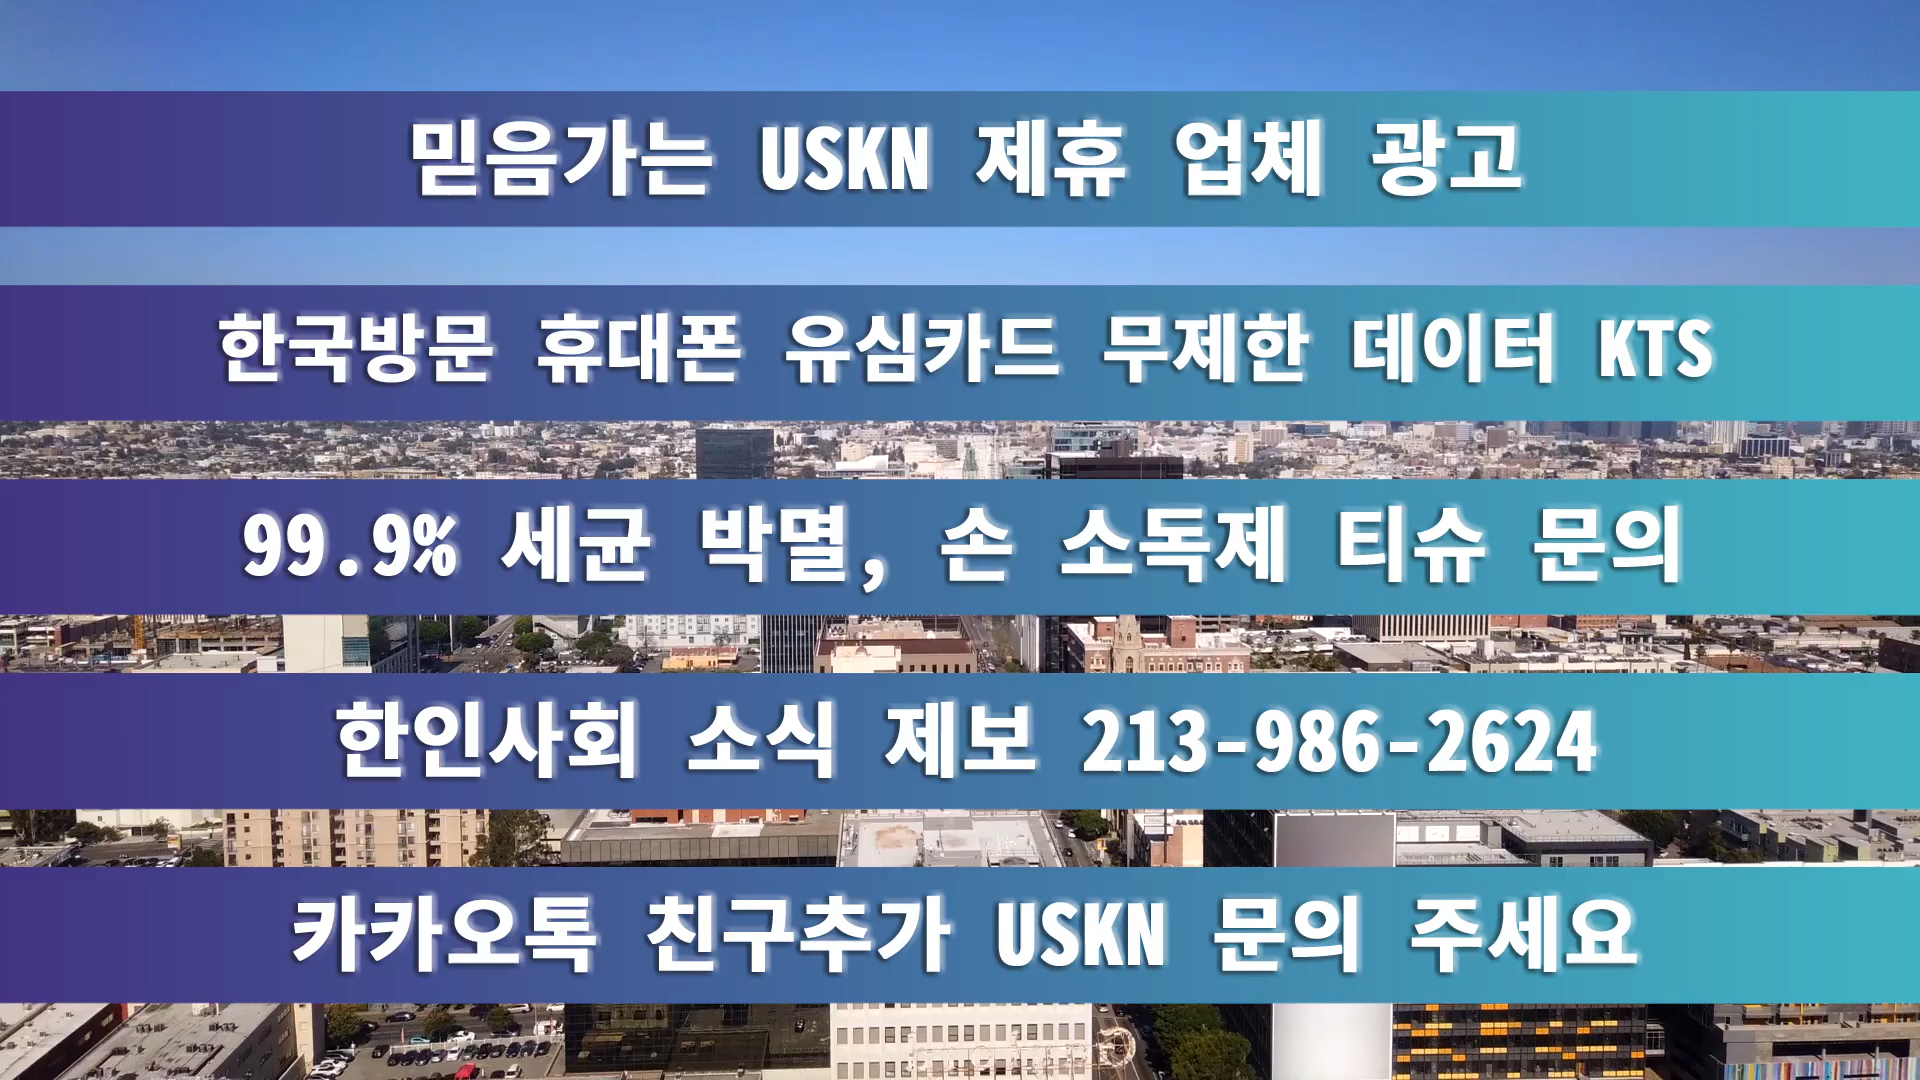 믿음가는 USKN 제휴 업체 광고
한국방문 휴대폰 유심카드 무제한 데이터 KTS
99.9% 세균 박멸, 손 소독제 티슈 문의
한인사회 소식 제보 213-986-2624
카카오톡 친구추가 USKN 문의 주세요